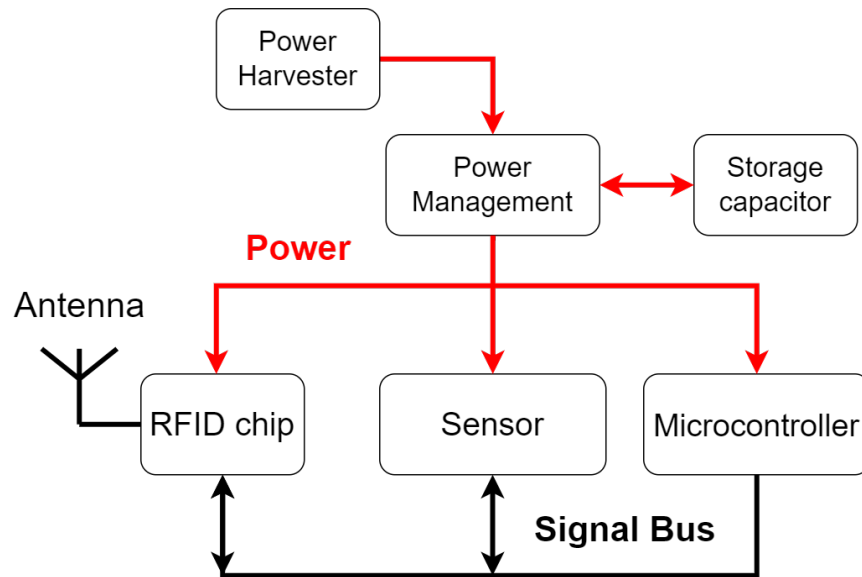 Power
Harvester
Power
Management
Storage
capacitor
Power
Antenna
RFID chip
Sensor
Microcontroller
Signal Bus